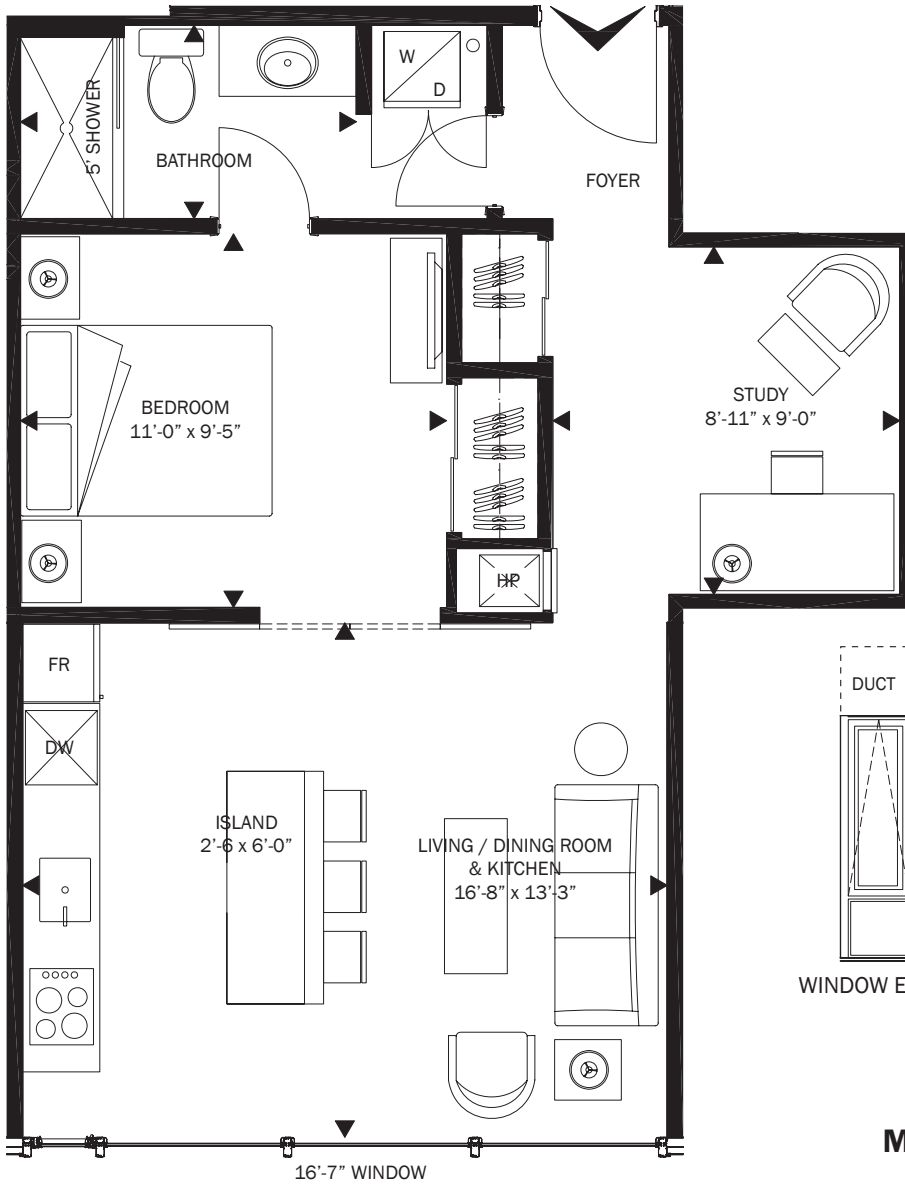 W
D
5' SHOWER
BATHROOM
FOYER
BEDROOM
11'-0” x 9'-5”
STUDY
8'-11” x 9'-0”
HP
FR
DUCT
DW
ISLAND
2'-6 x 6'-0”
LIVING / DINING ROOM
& KITCHEN
16'-8” x 13'-3”
WINDOW E
M
16'-7” WINDOW